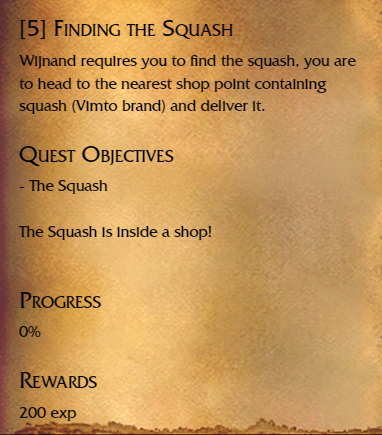 [5] Finding the Squash
Wijnand requires you to find the squash, you are
to head to the nearest shop point containing
squash (Vimto brand) and deliver it.
Quest Objectives
- The Squash
The Squash is inside a shop!
Progress
0%
Rewards
200 exp